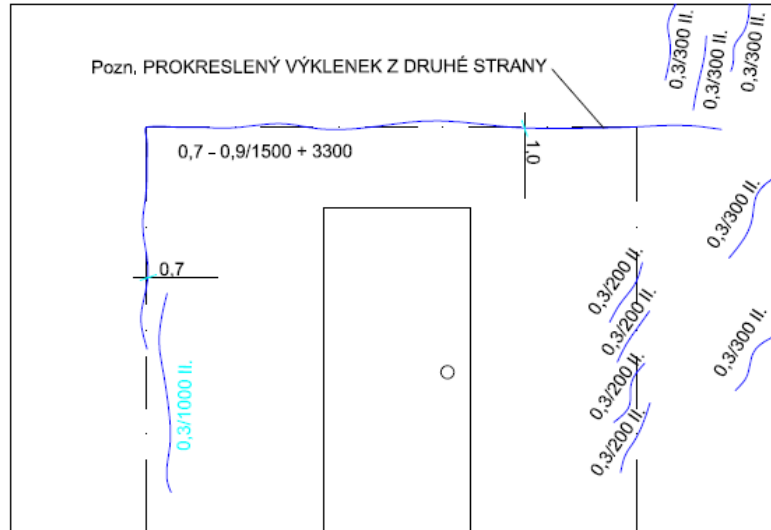 0,3/300 II.
0,3/300 II.
0,3/300 II.
Pozn. PROKRESLENÝ VÝKLENEK Z DRUHÉ STRANY
0,7 - 0,9/1500 + 3300
1,0
0,3/300 II.
0,7
0,3/200 II.
0,3/200 II.
0,3/300 II.
0,3/200 II.
0,3/1000 II.
0,3/200 II.